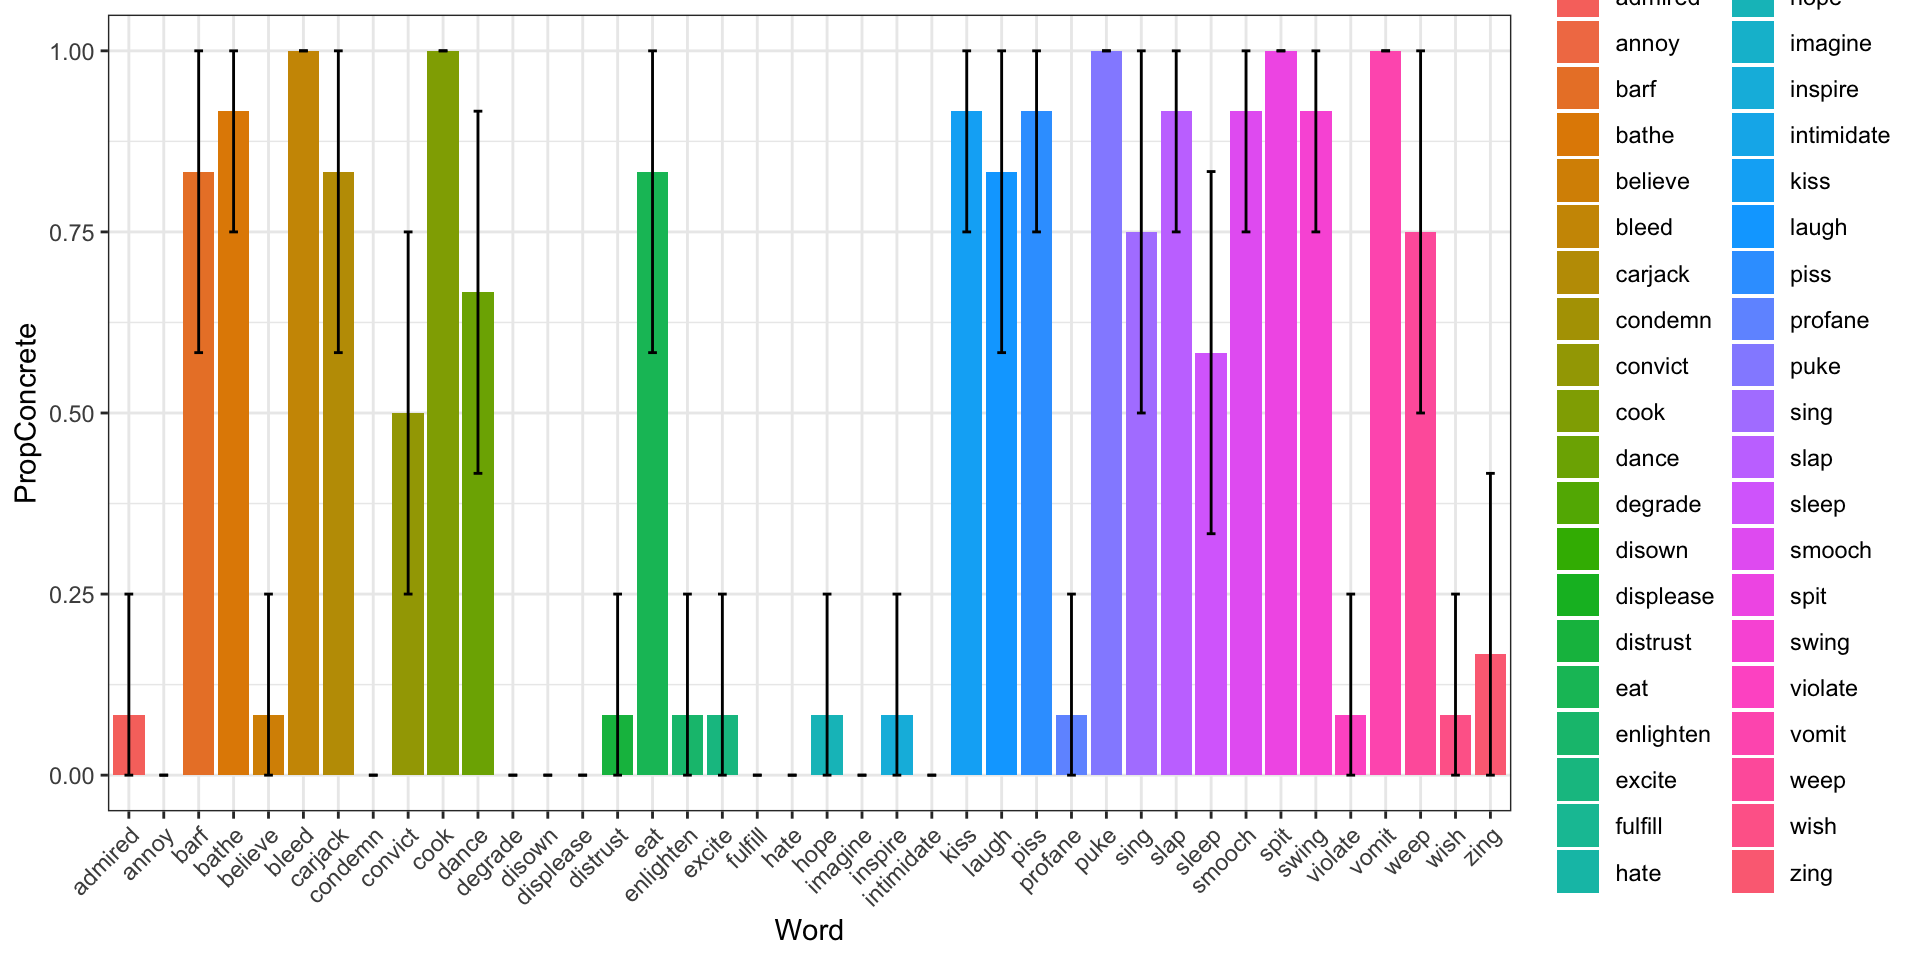 PropConcrete
1.00
0.75
0.50
0.25
0.00
admired
annoy
barf
bathe
believe
bleed
carjack
condemn
convict
cook
dance
degrade
disown
displease
distrust
eat
enlighten
excite
fulfill
hate
hope
imagine
inspire
intimidate
kiss
laugh
piss
profane
puke
sing
slap
sleep
smooch
spit
swing
violate
vomit
weep
wish
zing
Word
admired
annoy
barf
bathe
believe
bleed
carjack
condemn
convict
cook
dance
degrade
disown
displease
distrust
eat
enlighten
excite
fulfill
hate
hope
imagine
inspire
intimidate
kiss
laugh
piss
profane
puke
sing
slap
sleep
smooch
spit
swing
violate
vomit
weep
wish
zing